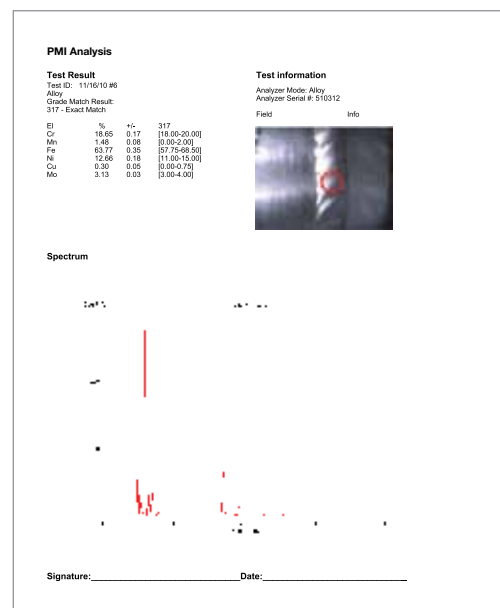 PMI Analysis
Test Result
Test ID: 11/16/10 #6
Alloy
Grade Match Result:
317 - Exact Match
El % +/- 317
Cr 18.65 0.17 [18.00-20.00]
Mn 1.48 0.08 [0.00-2.00]
Fe 63.77 0.35 [57.75-68.50]
Ni 12.66 0.18 [11.00-15.00]
Cu 0.30 0.05 [0.00-0.75]
Mo 3.13 0.03 [3.00-4.00]
Test information
Analyzer Mode: Alloy
Analyzer Serial #: 510312
Field Info
Spectrum
Signature: Date: